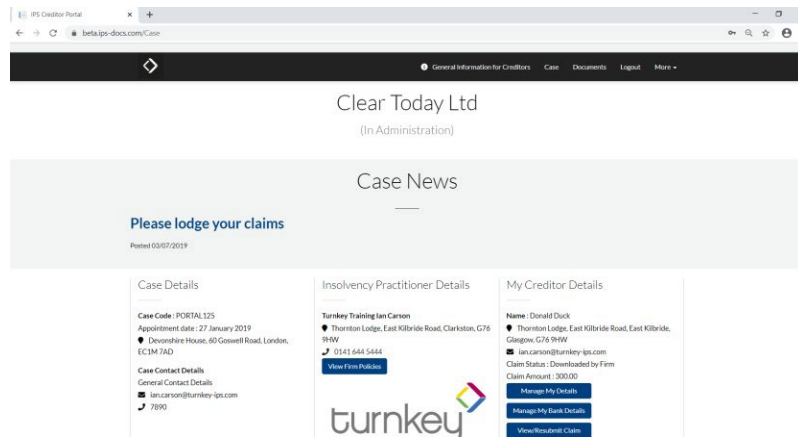 IPS Creditor Portal
beta.ips-docs.com/Case
General Information for Creditors Case Documents Logout More
Clear Today Ltd
(In Administration)
Case News
Please lodge your claims
Posted 03/07/2019
Case Details
Case Code : PORTAL125
Appointment date : 27 January 2019
Devonshire House, 60 Goswell Road, London,
EC1M 7AD
Case Contact Details
General Contact Details
ian.carson@turnkey-ips.com
7890
Insolvency Practitioner Details
Turnkey Training Ian Carson
Thornton Lodge, East Kilbride Road, Clarkston, G76
9HW
0141 644 5444
View Firm Policies
turnkey
My Creditor Details
Name : Donald Duck
Thornton Lodge, East Kilbride Road, East Kilbride,
Glasgow, G76 9HW
ian.carson@turnkey-ips.com
Claim Status : Downloaded by Firm
Claim Amount : 300.00
Manage My Details
Manage My Bank Details
View/Resubmit Claim